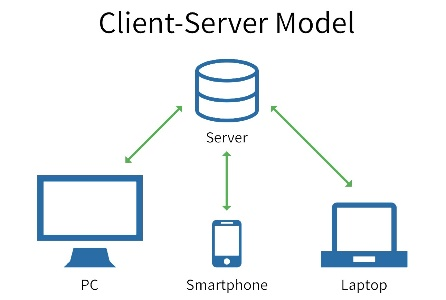 Client-Server Model
Server
PC
Smartphone
Laptop